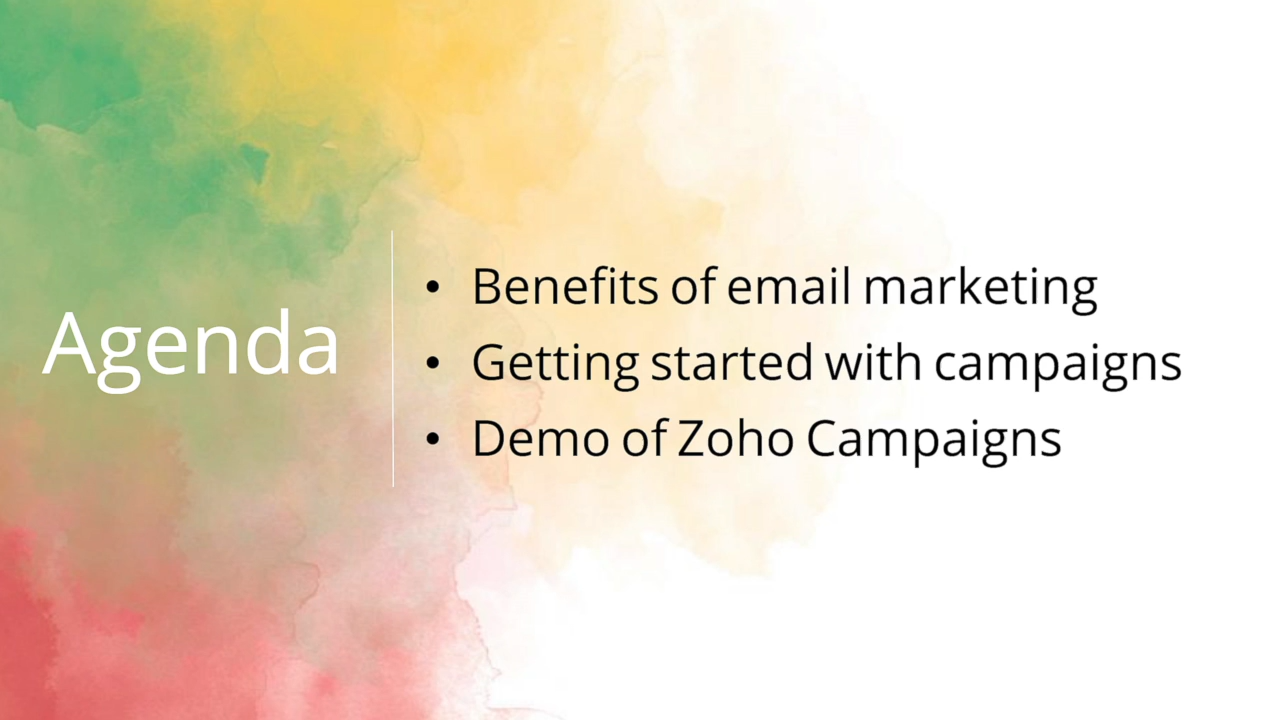 Agenda
• Benefits of email marketing
• Getting started with campaigns
• Demo of Zoho Campaigns